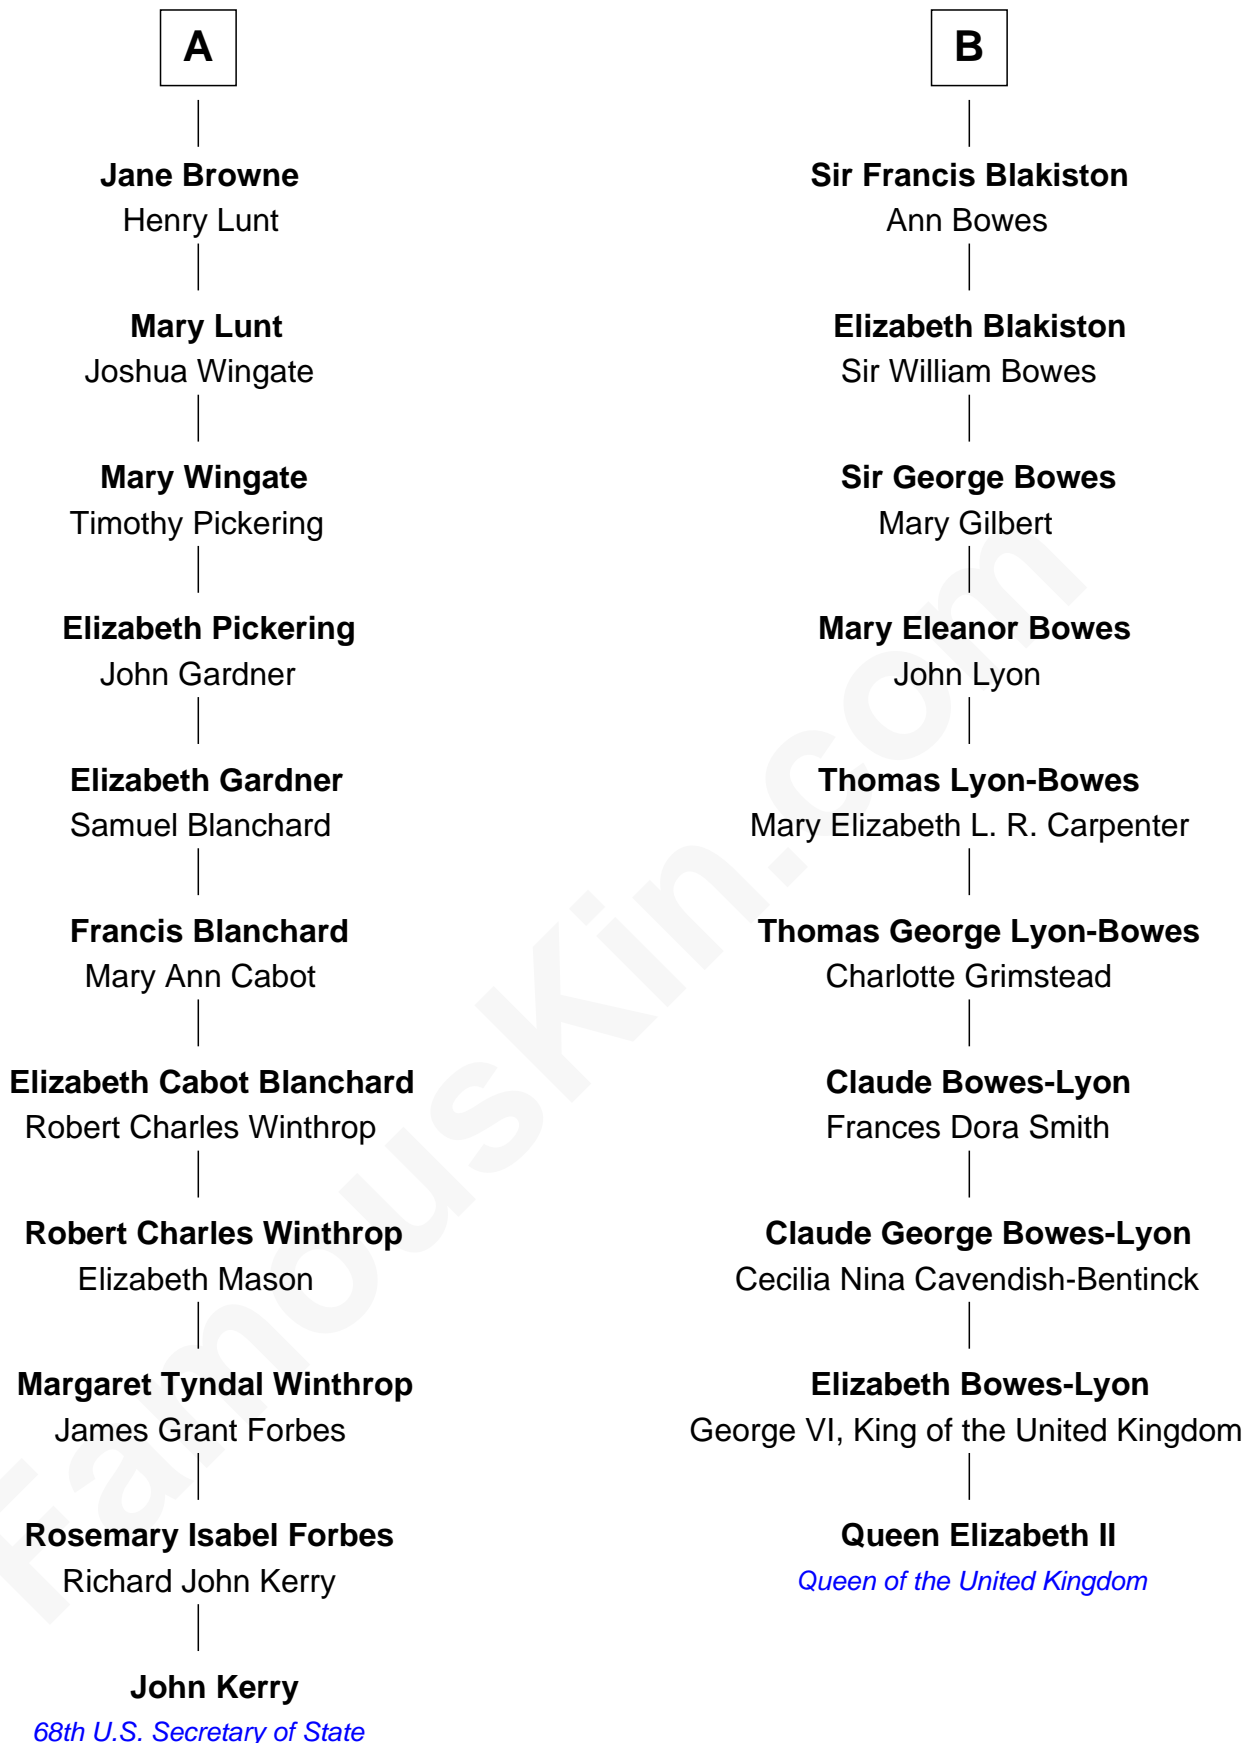 A
Jane Browne
Henry Lunt
Mary Lunt
Joshua Wingate
Mary Wingate
Timothy Pickering
Elizabeth Pickering
John Gardner
Elizabeth Gardner
Samuel Blanchard
Francis Blanchard
Mary Ann Cabot
Elizabeth Cabot Blanchard
Robert Charles Winthrop
Robert Charles Winthrop
Elizabeth Mason
Margaret Tyndal Winthrop
James Grant Forbes
Rosemary Isabel Forbes
Richard John Kerry
John Kerry
68th U.S. Secretary of State
B
Sir Francis Blakiston
Ann Bowes
Elizabeth Blakiston
Sir William Bowes
Sir George Bowes
Mary Gilbert
Mary Eleanor Bowes
John Lyon
Thomas Lyon-Bowes
Mary Elizabeth L. R. Carpenter
Thomas George Lyon-Bowes
Charlotte Grimstead
Claude Bowes-Lyon
Frances Dora Smith
Claude George Bowes-Lyon
Cecilia Nina Cavendish-Bentinck
Elizabeth Bowes-Lyon
George VI, King of the United Kingdom
Queen Elizabeth II
Queen of the United Kingdom
FamousKin.com